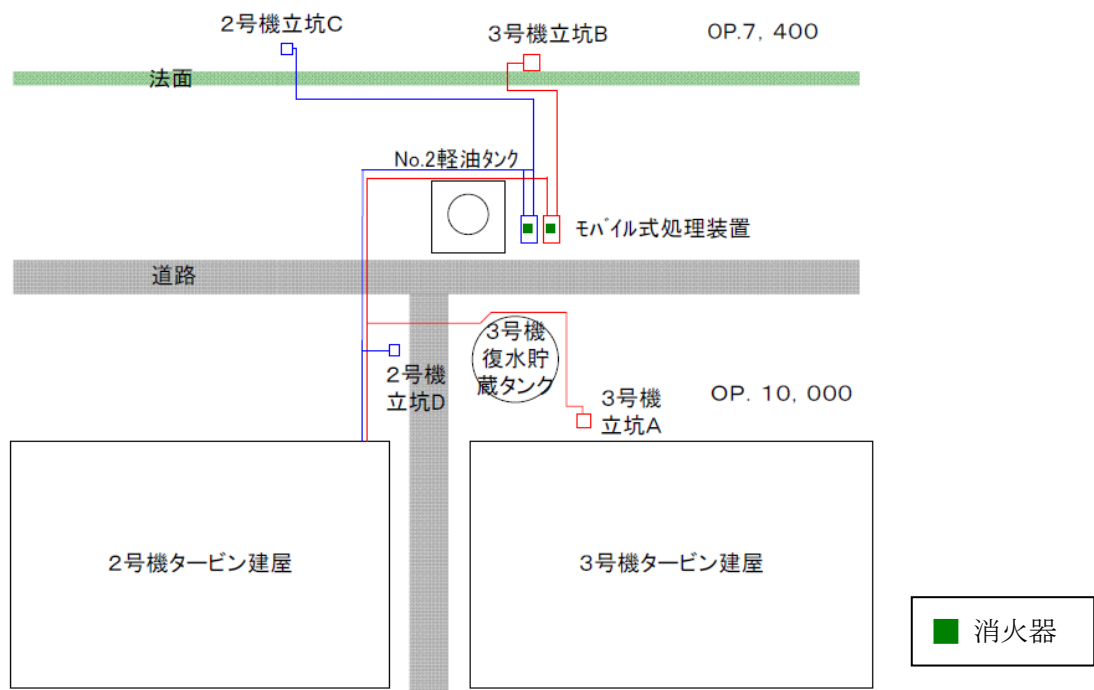 2号機立坑C
3号機立坑B
OP.7, 400
法面
No.2軽油タンク
モバイル式処理装置
道路
3号機
復水貯
蔵タンク
2号機
立坑D
3号機
立坑A
OP. 10, 000
2号機タービン建屋
3号機タービン建屋
消火器